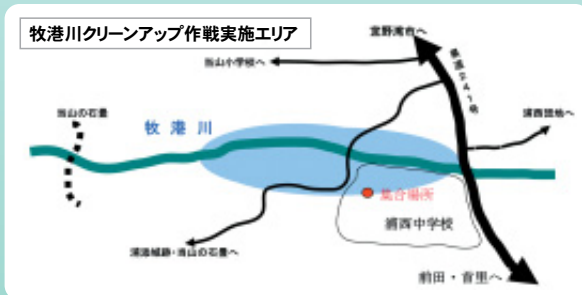 牧港川クリーンアップ作戦実施エリア
宜野湾市へ
当山小学校へ
県道241号
当山の石畳
牧港川
浦西団地へ
集合場所
浦西中学校
浦添城跡・当山の石畳へ
前田・首里へ